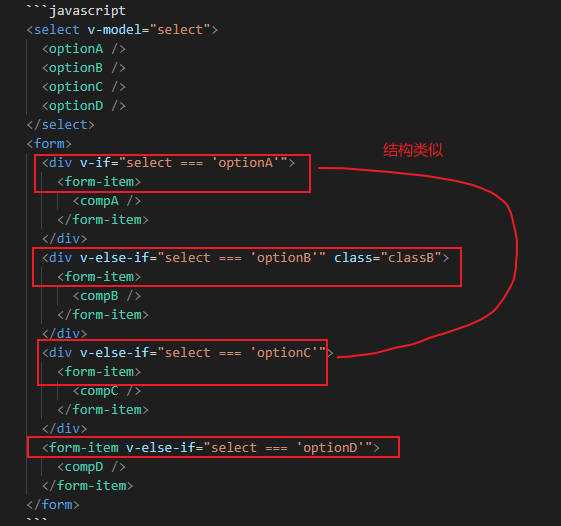 ```javascript
<select v-model="select">
<optionA />
<optionB />
<optionC />
<optionD />
</select>
<form>
结构类似
<div v-if="select === 'optionA'">
<form-item>
<compA />
</form-item>
</div>
<div v-else-if="select === 'optionB'" class="classB">
<form-item>
<compB />
</form-item>
</div>
<div v-else-if="select === 'optionC'">
<form-item>
<compC />
</form-item>
</div>
<form-item v-else-if="select === 'optionD'">
<compD />
</form-item>
</form>
```